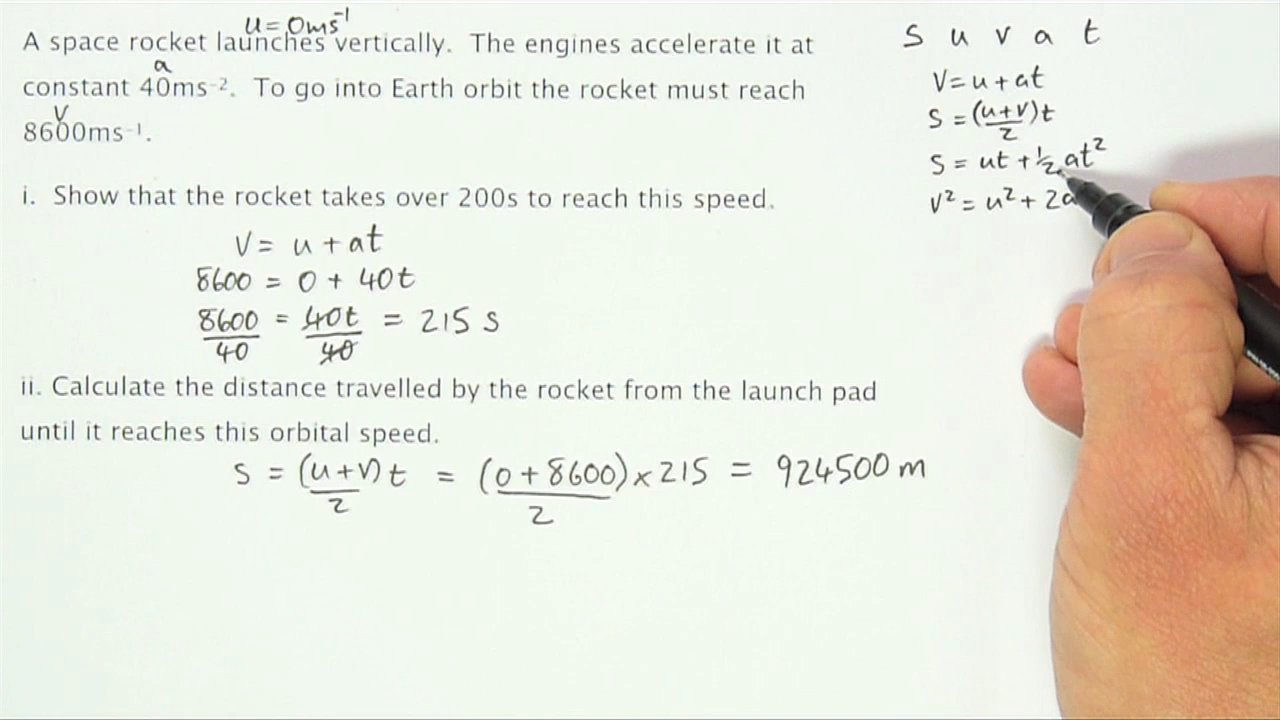 u = 0ms⁻¹
A space rocket launches vertically. The engines accelerate it at
a
constant 40ms⁻². To go into Earth orbit the rocket must reach
v
8600ms⁻¹.
i. Show that the rocket takes over 200s to reach this speed.
v = u + at
8600 = 0 + 40t
8600/40 = 40t/40 = 215 s
ii. Calculate the distance travelled by the rocket from the launch pad
until it reaches this orbital speed.
s = (u+v)/2 t = (0 + 8600)/2 × 215 = 924500 m
s u v a t
v = u + at
s = (u+v)/2 t
s = ut + ½at²
v² = u² + 2a